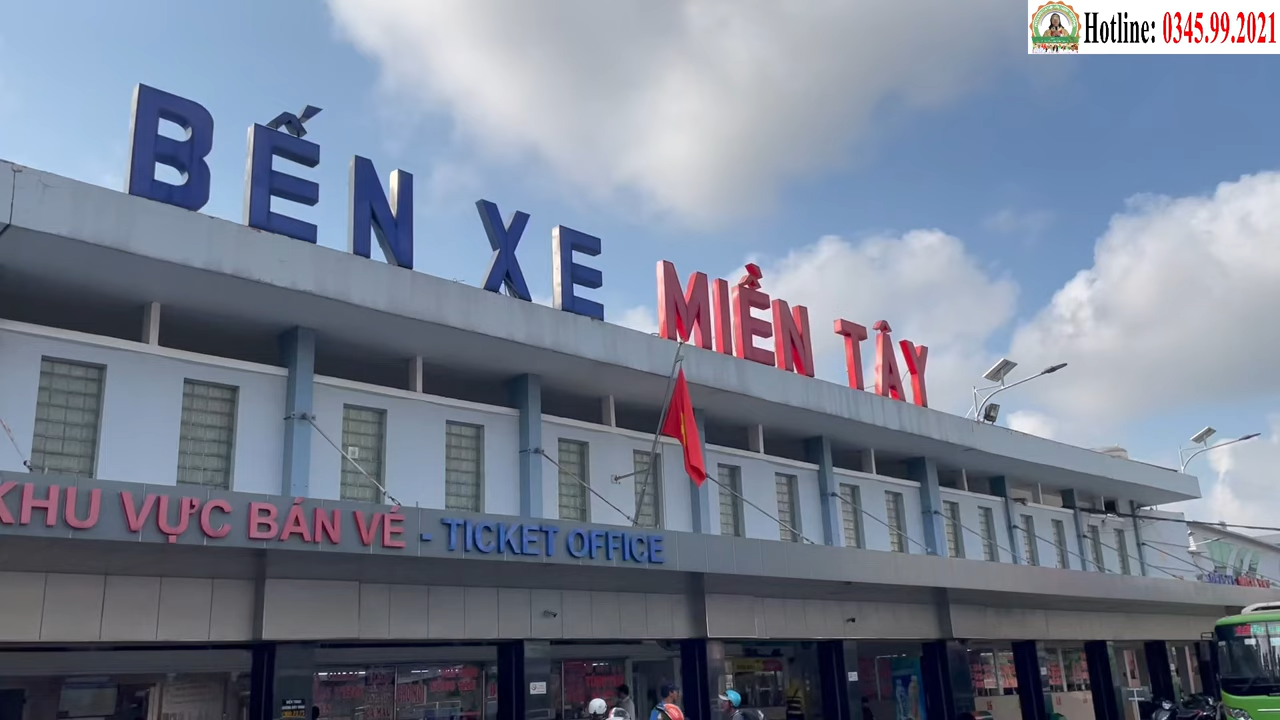 Hotline: 0345.99.2021
BẾN XE MIỀN TÂY
KHU VỰC BÁN VÉ - TICKET OFFICE